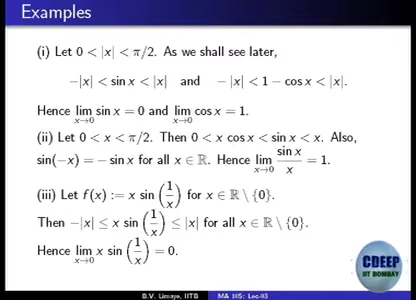 Examples
(i) Let 0 < |x| < π/2. As we shall see later,
−|x| < sin x < |x| and − |x| < 1 − cos x < |x|.
Hence lim x→0 sin x = 0 and lim x→0 cos x = 1.
(ii) Let 0 < x < π/2. Then 0 < x cos x < sin x < x. Also,
sin(−x) = − sin x for all x ∈ ℝ. Hence lim x→0 sin x / x = 1.
(iii) Let f(x) := x sin (1/x) for x ∈ ℝ \ {0}.
Then −|x| ≤ x sin (1/x) ≤ |x| for all x ∈ ℝ \ {0}.
Hence lim x→0 x sin (1/x) = 0.
CDEEP
IIT BOMBAY
B.V. Limaye, IITB MA 105: Lec-03